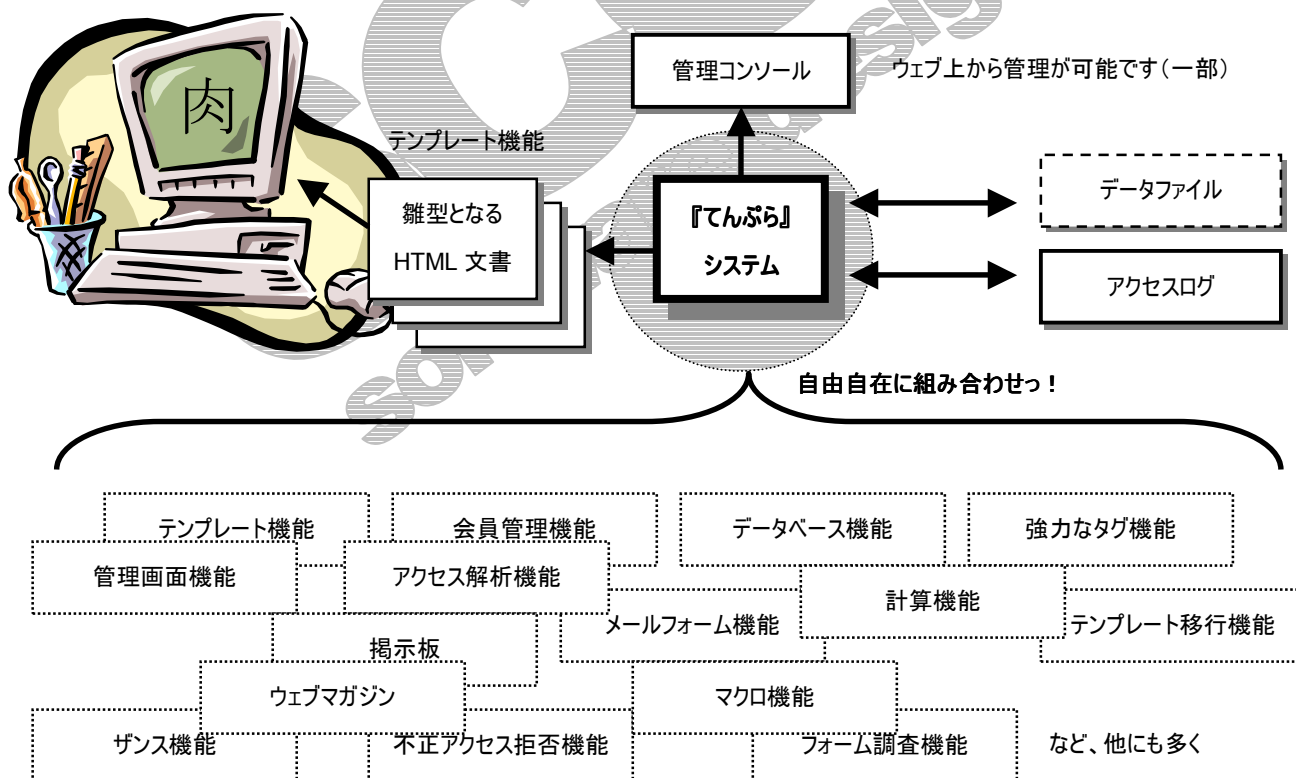 管理コンソール
ウェブ上から管理が可能です(一部)
肉
テンプレート機能
雛型となる
HTML 文書
『てんぷら』
システム
データファイル
アクセスログ
自由自在に組み合わせっ!
テンプレート機能
会員管理機能
データベース機能
強力なタグ機能
管理画面機能
アクセス解析機能
計算機能
メールフォーム機能
テンプレート移行機能
掲示板
ウェブマガジン
マクロ機能
ザンス機能
不正アクセス拒否機能
フォーム調査機能
など、他にも多く